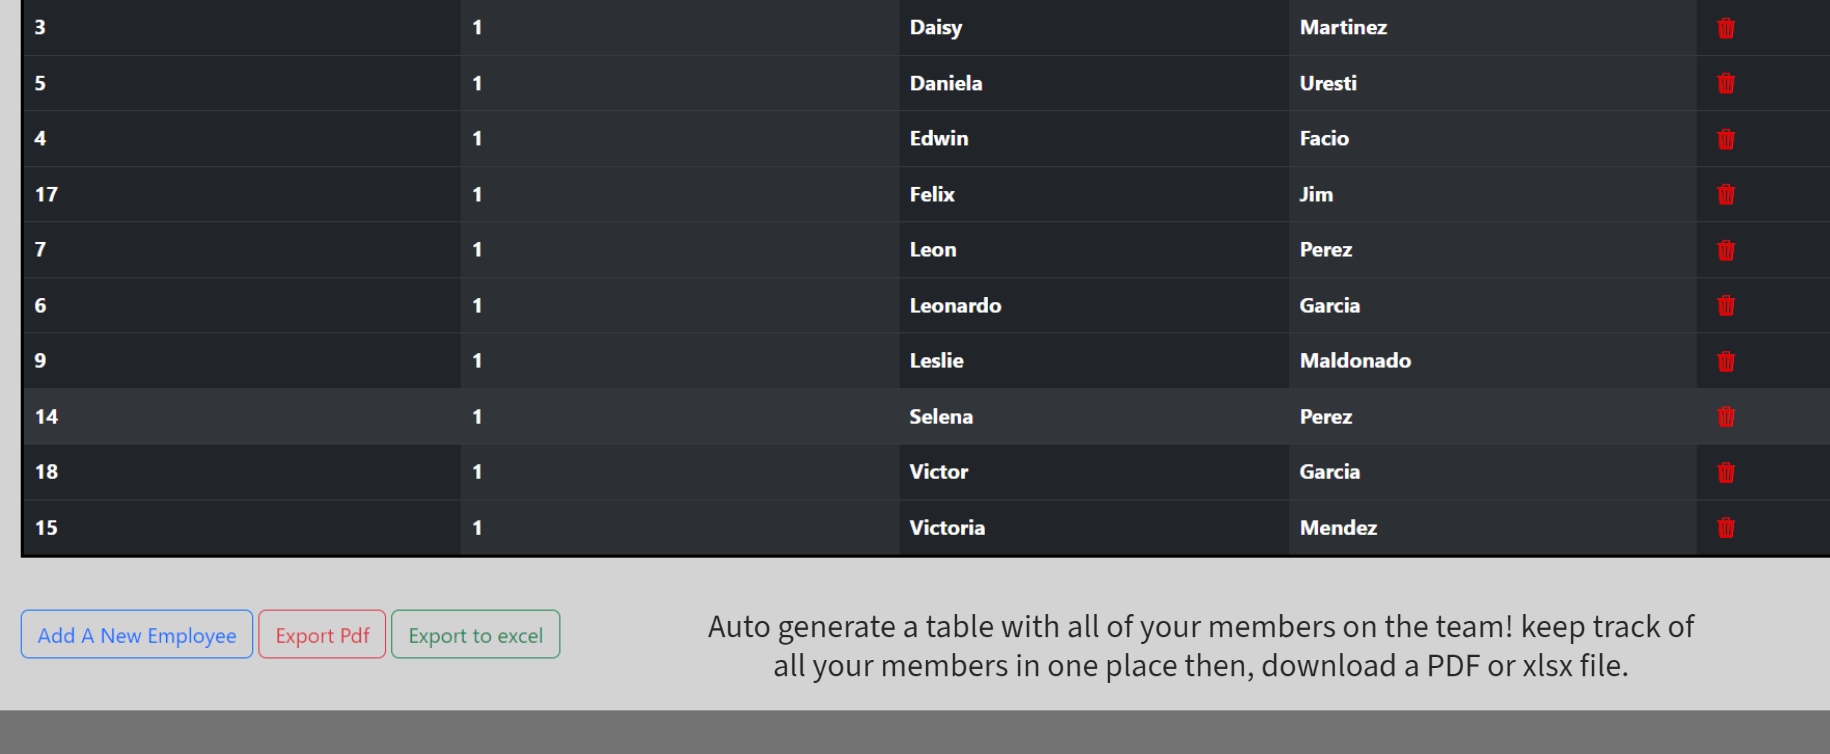 3 1 Daisy Martinez
5 1 Daniela Uresti
4 1 Edwin Facio
17 1 Felix Jim
7 1 Leon Perez
6 1 Leonardo Garcia
9 1 Leslie Maldonado
14 1 Selena Perez
18 1 Victor Garcia
15 1 Victoria Mendez
Add A New Employee Export Pdf Export to excel
Auto generate a table with all of your members on the team! keep track of
all your members in one place then, download a PDF or xlsx file.